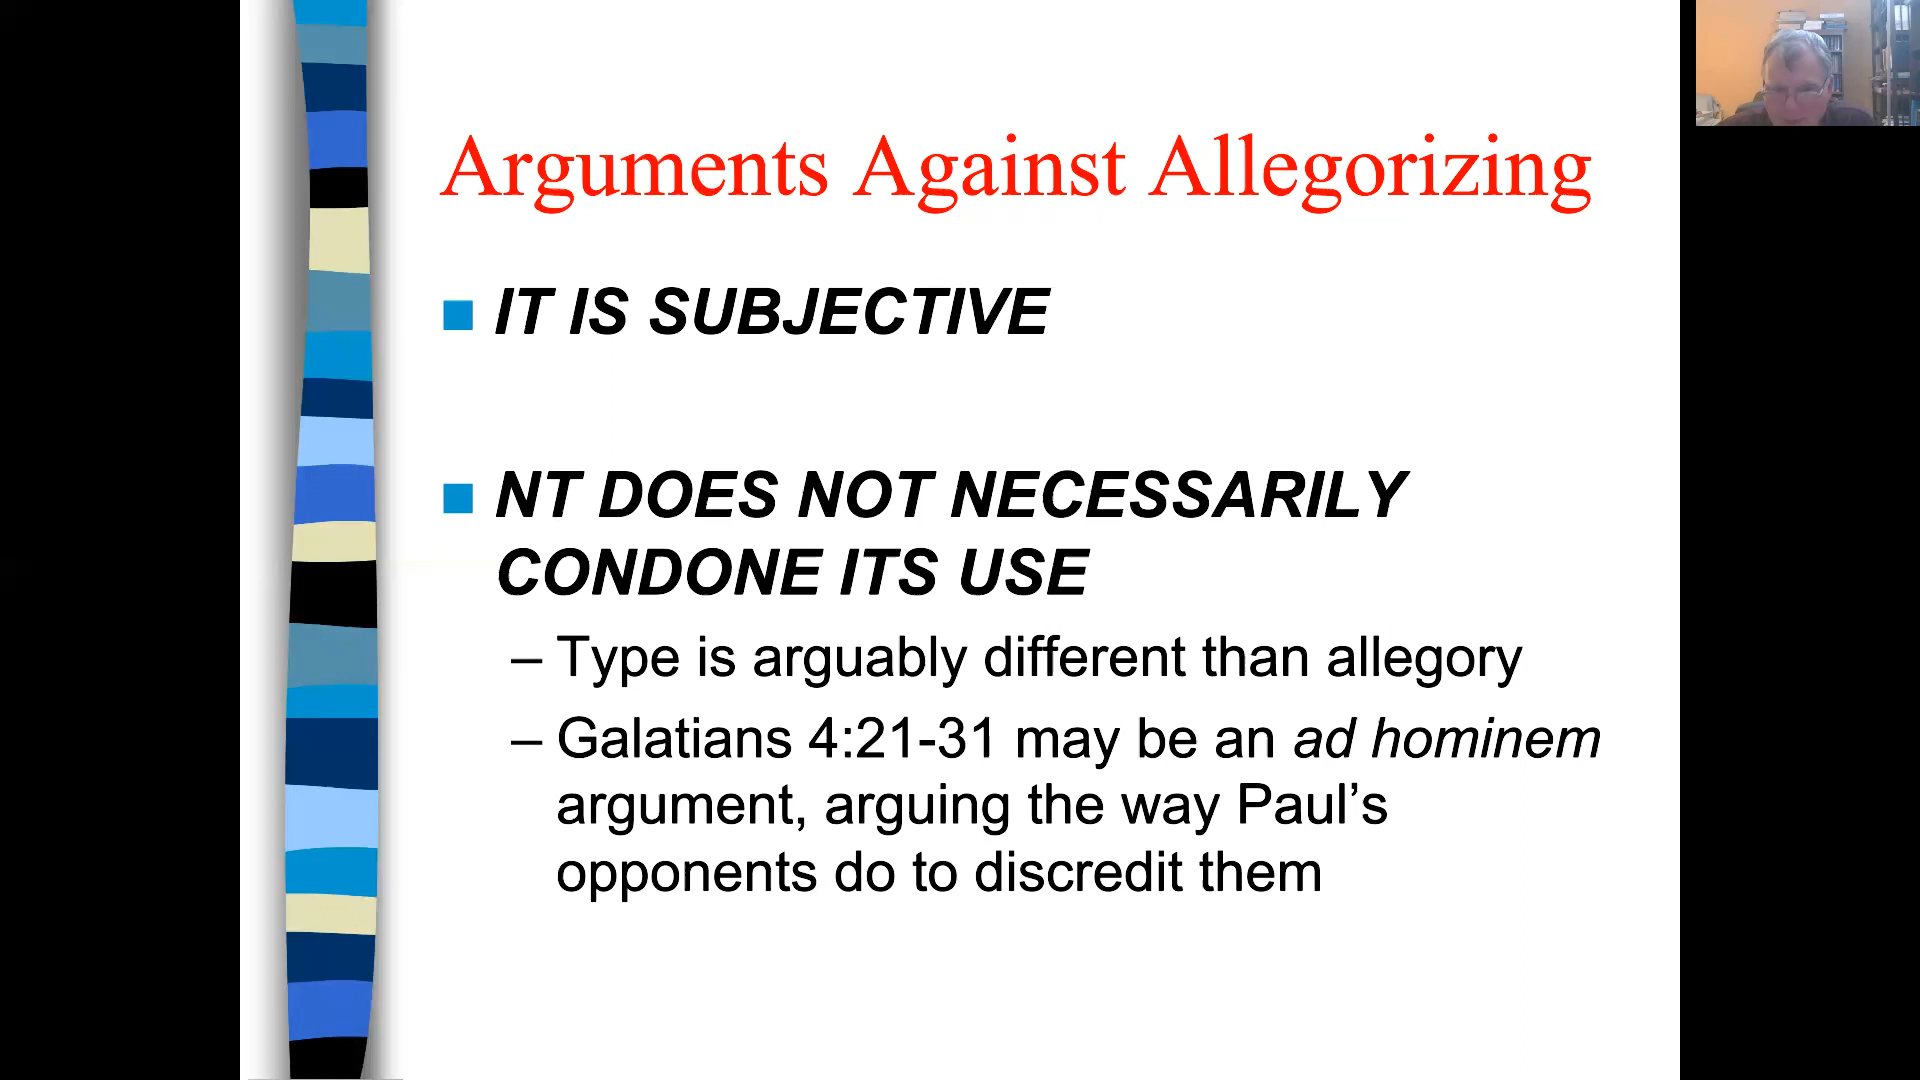 Arguments Against Allegorizing
IT IS SUBJECTIVE
NT DOES NOT NECESSARILY
CONDONE ITS USE
– Type is arguably different than allegory
– Galatians 4:21-31 may be an ad hominem
argument, arguing the way Paul’s
opponents do to discredit them